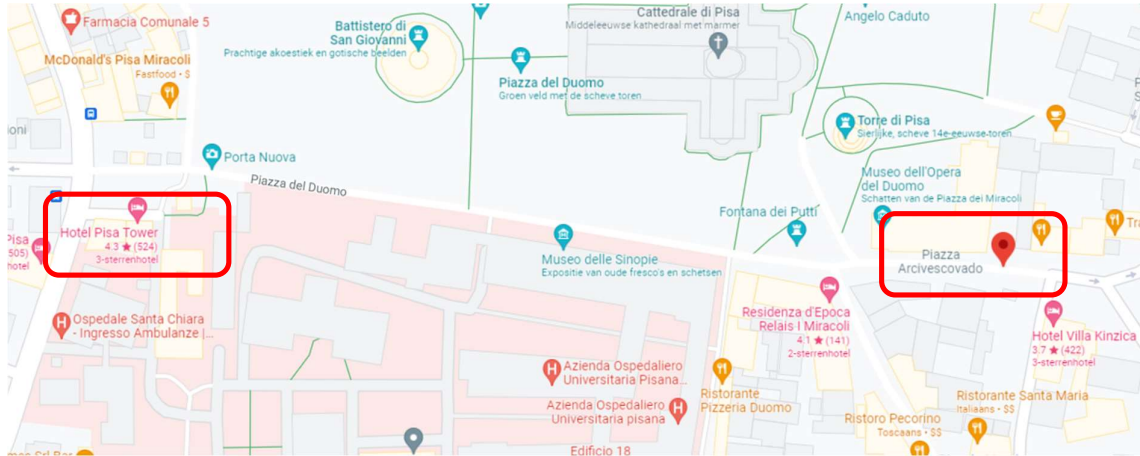 Farmacia Comunale 5
McDonald's Pisa Miracoli
Fastfood • $
Battistero di
San Giovanni
Prachtige akoestiek en gotische beelden
Piazza del Duomo
Groen veld met de scheve toren
Cattedrale di Pisa
Middeleeuwse kathedraal met marmer
Angelo Caduto
Torre di Pisa
Sierlijke, scheve 14e-eeuwse toren
Museo dell'Opera
del Duomo
Schatten van de Piazza dei Miracoli
Porta Nuova
Piazza del Duomo
Fontana dei Putti
Hotel Pisa Tower
4.3 ★ (524)
3-sterrenhotel
Pisa
505)
hotel
Museo delle Sinopie
Expositie van oude fresco's en schetsen
Piazza
Arcivescovado
Residenza d'Epoca
Relais I Miracoli
4.1 ★ (141)
2-sterrenhotel
Hotel Villa Kinzica
3.7 ★ (422)
3-sterrenhotel
Ospedale Santa Chiara
- Ingresso Ambulanze |...
Azienda Ospedaliero
Universitaria Pisana...
Azienda Ospedaliero
Universitaria pisana
Ristorante
Pizzeria Duomo
Ristorante Santa Maria
Italiaans • $$
Ristoro Pecorino
Toscaans • $$
Edificio 18